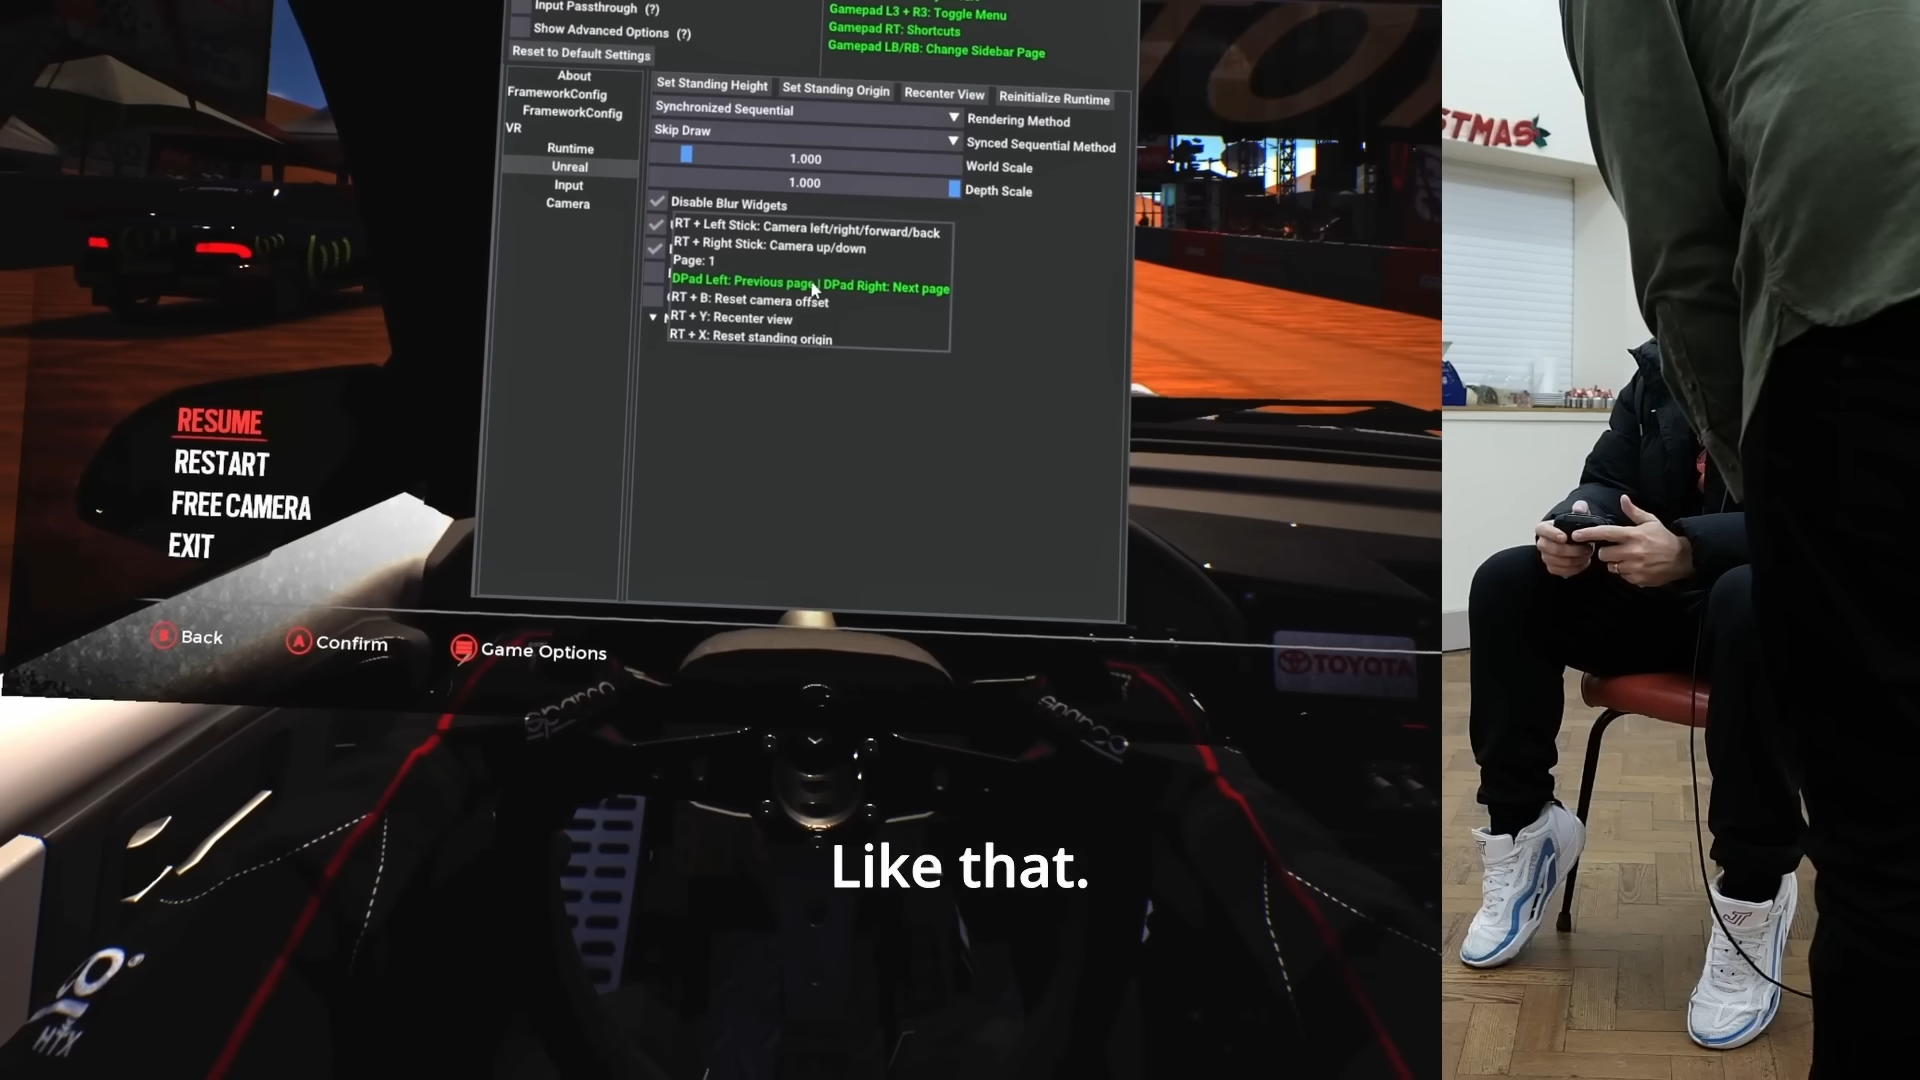 Input Passthrough (?)
Show Advanced Options (?)
Reset to Default Settings
Gamepad L3 + R3: Toggle Menu
Gamepad RT: Shortcuts
Gamepad LB/RB: Change Sidebar Page
About
FrameworkConfig
FrameworkConfig
VR
Runtime
Unreal
Input
Camera
Set Standing Height
Set Standing Origin
Recenter View
Reinitialize Runtime
Synchronized Sequential
Rendering Method
Skip Draw
Synced Sequential Method
1.000
World Scale
1.000
Depth Scale
Disable Blur Widgets
RT + Left Stick: Camera left/right/forward/back
RT + Right Stick: Camera up/down
Page: 1
DPad Left: Previous page | DPad Right: Next page
RT + B: Reset camera offset
RT + Y: Recenter view
RT + X: Reset standing origin
RESUME
RESTART
FREE CAMERA
EXIT
B Back
A Confirm
Game Options
TOYOTA
sparco
sparco
Like that.
STMAS
J